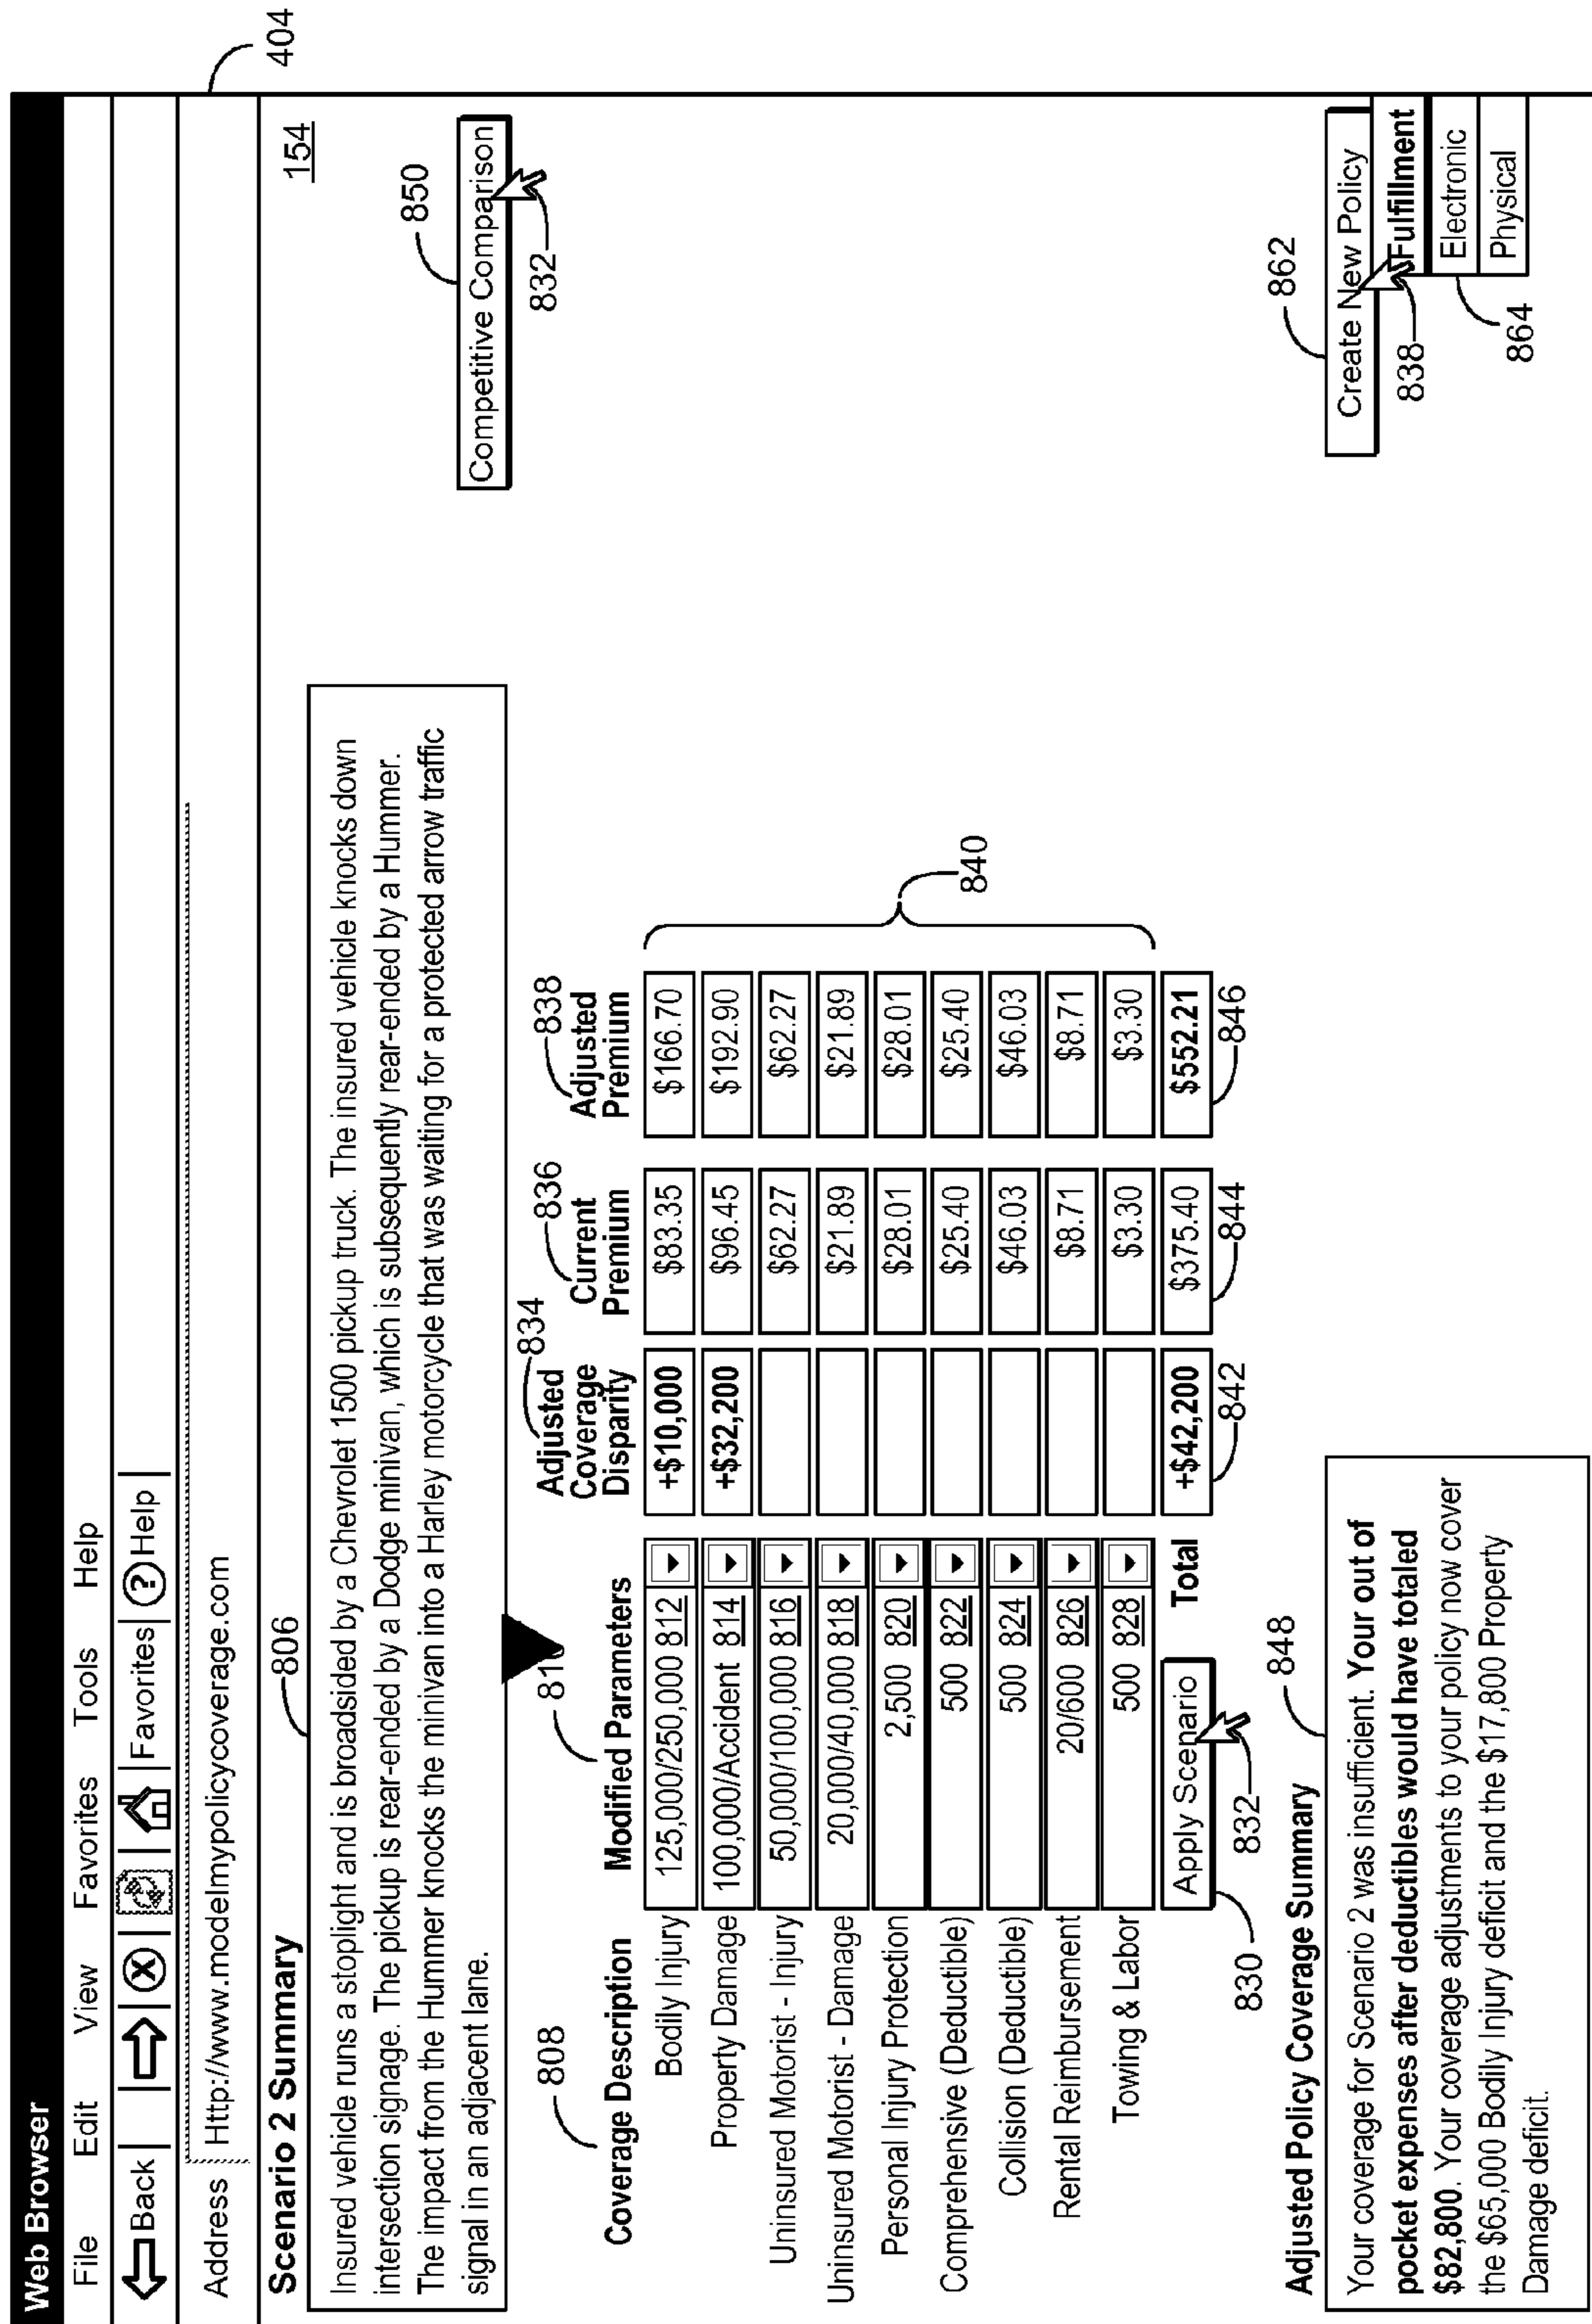 Web Browser
File Edit View Favorites Tools Help
Back Favorites ? Help
Address Http://www.modelmypolicycoverage.com
404
Scenario 2 Summary
806
154
Insured vehicle runs a stoplight and is broadsided by a Chevrolet 1500 pickup truck. The insured vehicle knocks down
intersection signage. The pickup is rear-ended by a Dodge minivan, which is subsequently rear-ended by a Hummer.
The impact from the Hummer knocks the minivan into a Harley motorcycle that was waiting for a protected arrow traffic
signal in an adjacent lane.
850
Competitive Comparison
832
808 810 834 836 838
Coverage Description Modified Parameters Adjusted Coverage Disparity Current Premium Adjusted Premium
Bodily Injury 125,000/250,000 812 +$10,000 $83.35 $166.70
Property Damage 100,000/Accident 814 +$32,200 $96.45 $192.90
Uninsured Motorist - Injury 50,000/100,000 816 $62.27 $62.27
Uninsured Motorist - Damage 20,000/40,000 818 $21.89 $21.89
Personal Injury Protection 2,500 820 $28.01 $28.01
Comprehensive (Deductible) 500 822 $25.40 $25.40
Collision (Deductible) 500 824 $46.03 $46.03
Rental Reimbursement 20/600 826 $8.71 $8.71
Towing & Labor 500 828 $3.30 $3.30
840
Apply Scenario Total +$42,200 $375.40 $552.21
830 832 842 844 846
Adjusted Policy Coverage Summary
848
Your coverage for Scenario 2 was insufficient. Your out of
pocket expenses after deductibles would have totaled
$82,800. Your coverage adjustments to your policy now cover
the $65,000 Bodily Injury deficit and the $17,800 Property
Damage deficit.
862
Create New Policy
838
Fulfillment
Electronic
Physical
864